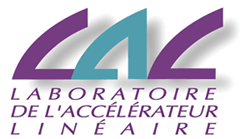 LAL
LABORATOIRE
DE L'ACCÉLÉRATEUR
LINÉAIRE